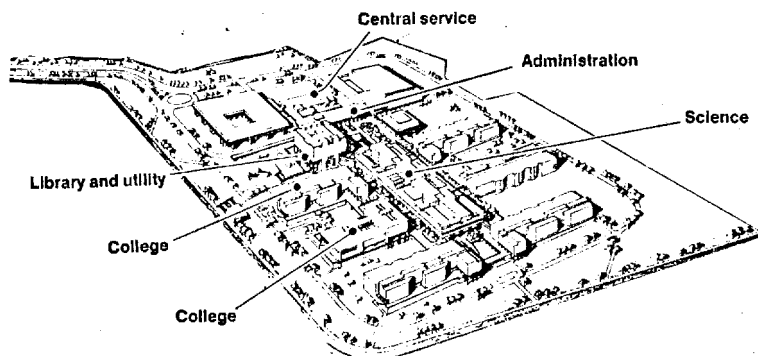 Central service
Administration
Science
Library and utility
College
College